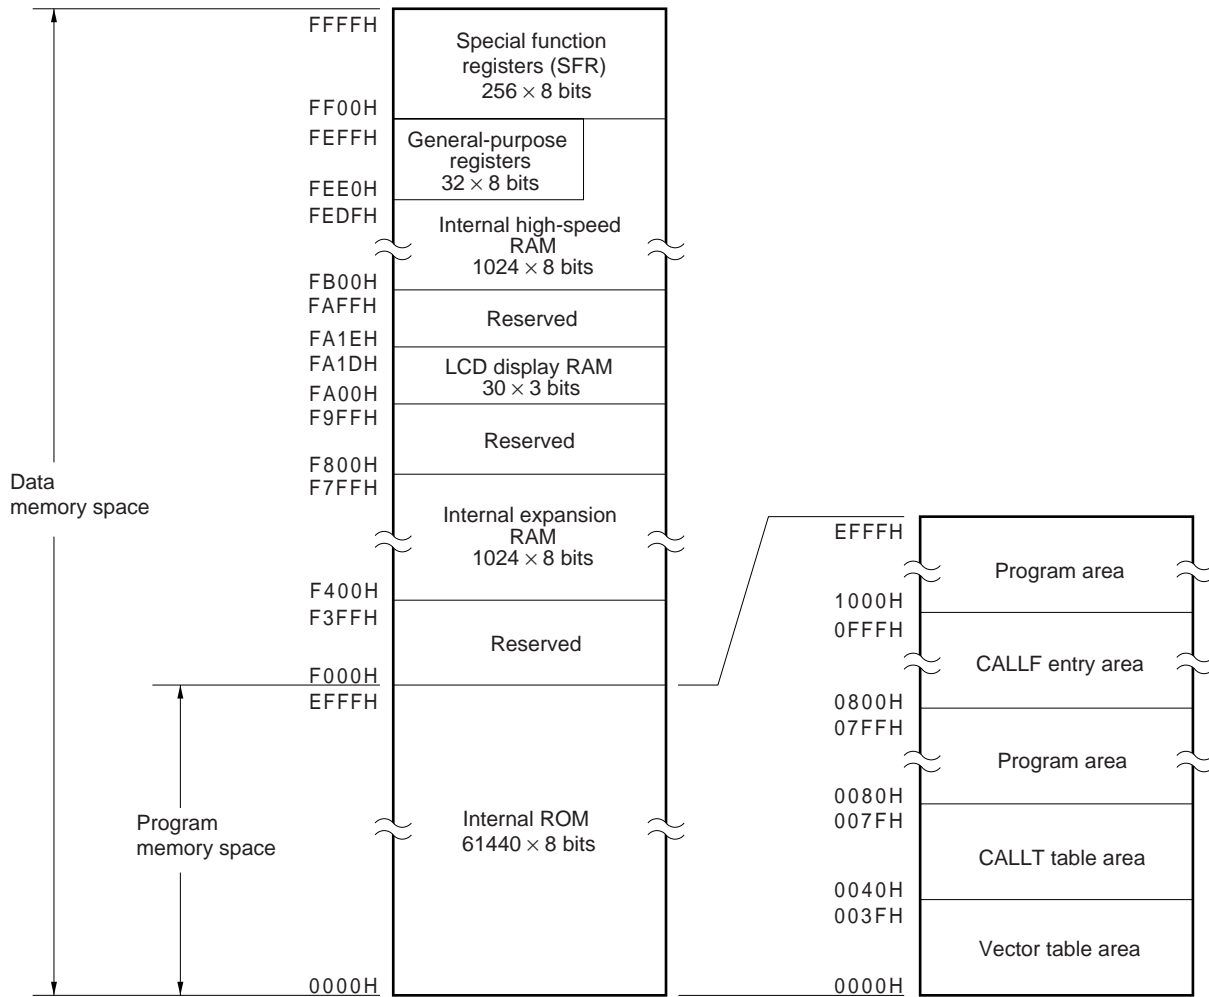 FFFFH
Special function
registers (SFR)
256 × 8 bits
FF00H
FEFFH
General-purpose
registers
32 × 8 bits
FEE0H
FEDFH
Internal high-speed
RAM
1024 × 8 bits
FB00H
FAFFH
Reserved
FA1EH
FA1DH
LCD display RAM
30 × 3 bits
FA00H
F9FFH
Reserved
F800H
F7FFH
Internal expansion
RAM
1024 × 8 bits
F400H
F3FFH
Reserved
F000H
EFFFH
Internal ROM
61440 × 8 bits
0000H
Data
memory space
Program
memory space
EFFFH
Program area
1000H
0FFFH
CALLF entry area
0800H
07FFH
Program area
0080H
007FH
CALLT table area
0040H
003FH
Vector table area
0000H